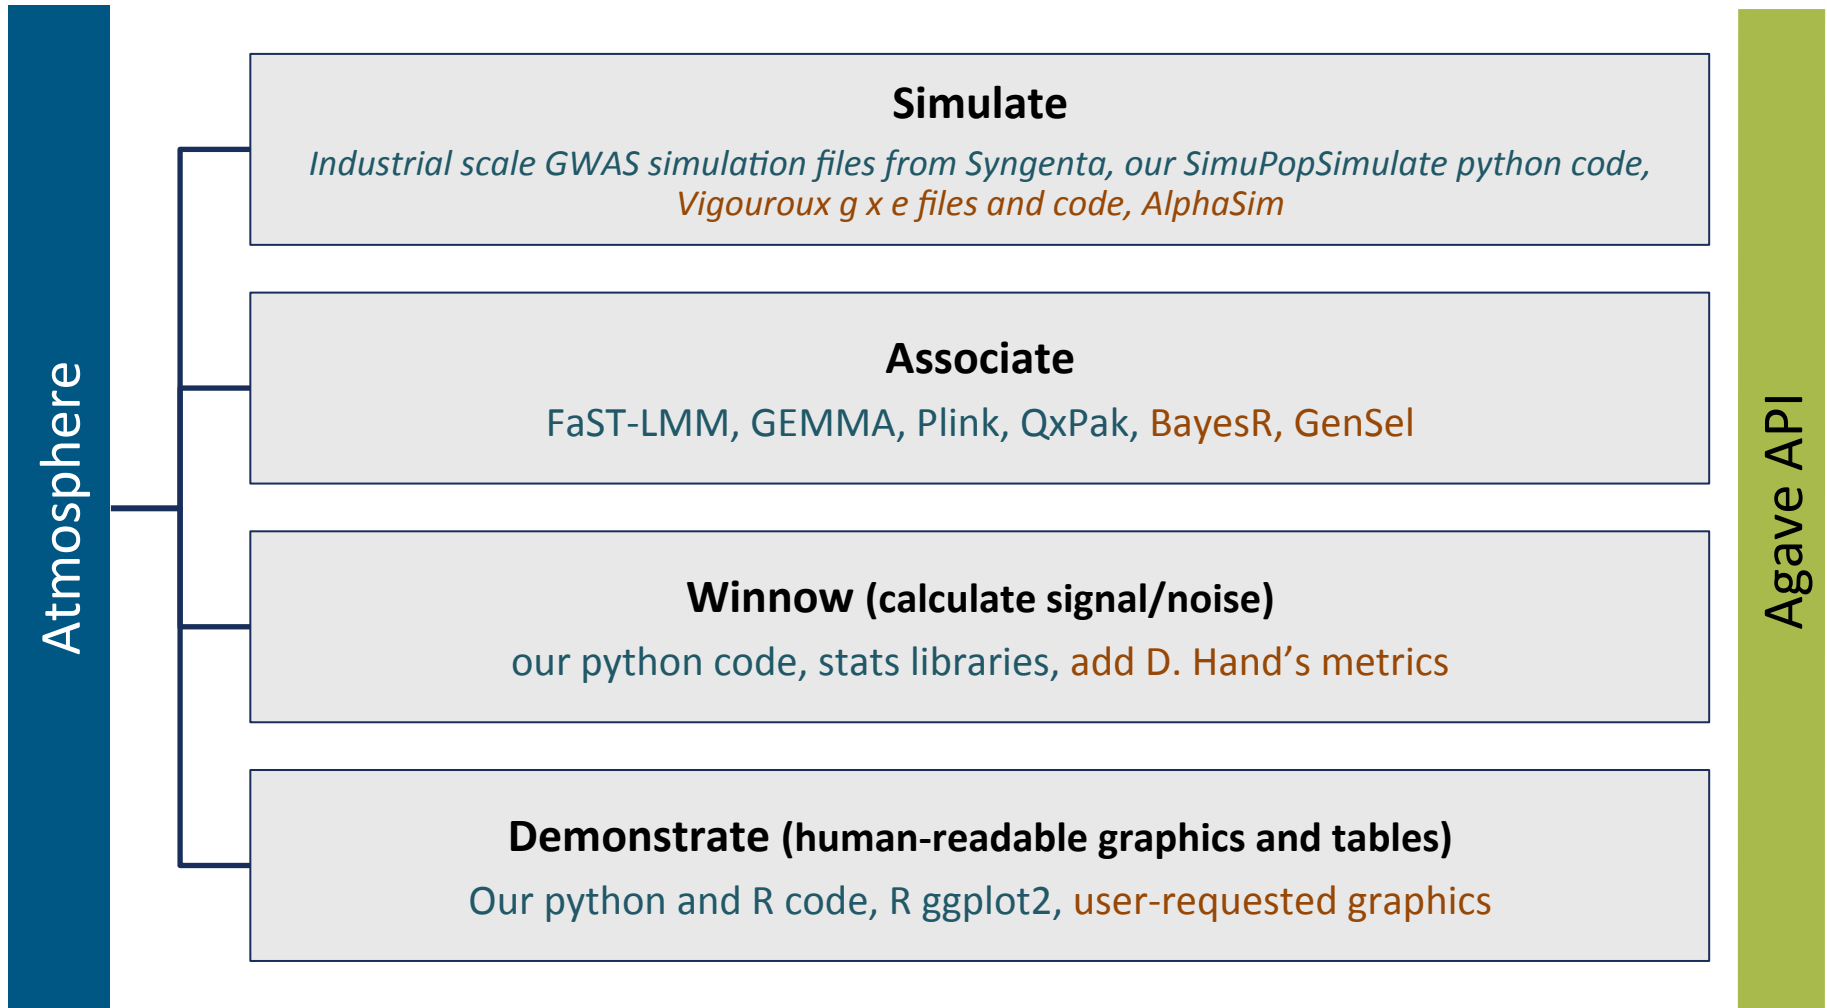 Atmosphere
Simulate
Industrial scale GWAS simulation files from Syngenta, our SimuPopSimulate python code,
Vigouroux g x e files and code, AlphaSim
Associate
FaST-LMM, GEMMA, Plink, QxPak, BayesR, GenSel
Winnow (calculate signal/noise)
our python code, stats libraries, add D. Hand’s metrics
Demonstrate (human-readable graphics and tables)
Our python and R code, R ggplot2, user-requested graphics
Agave API